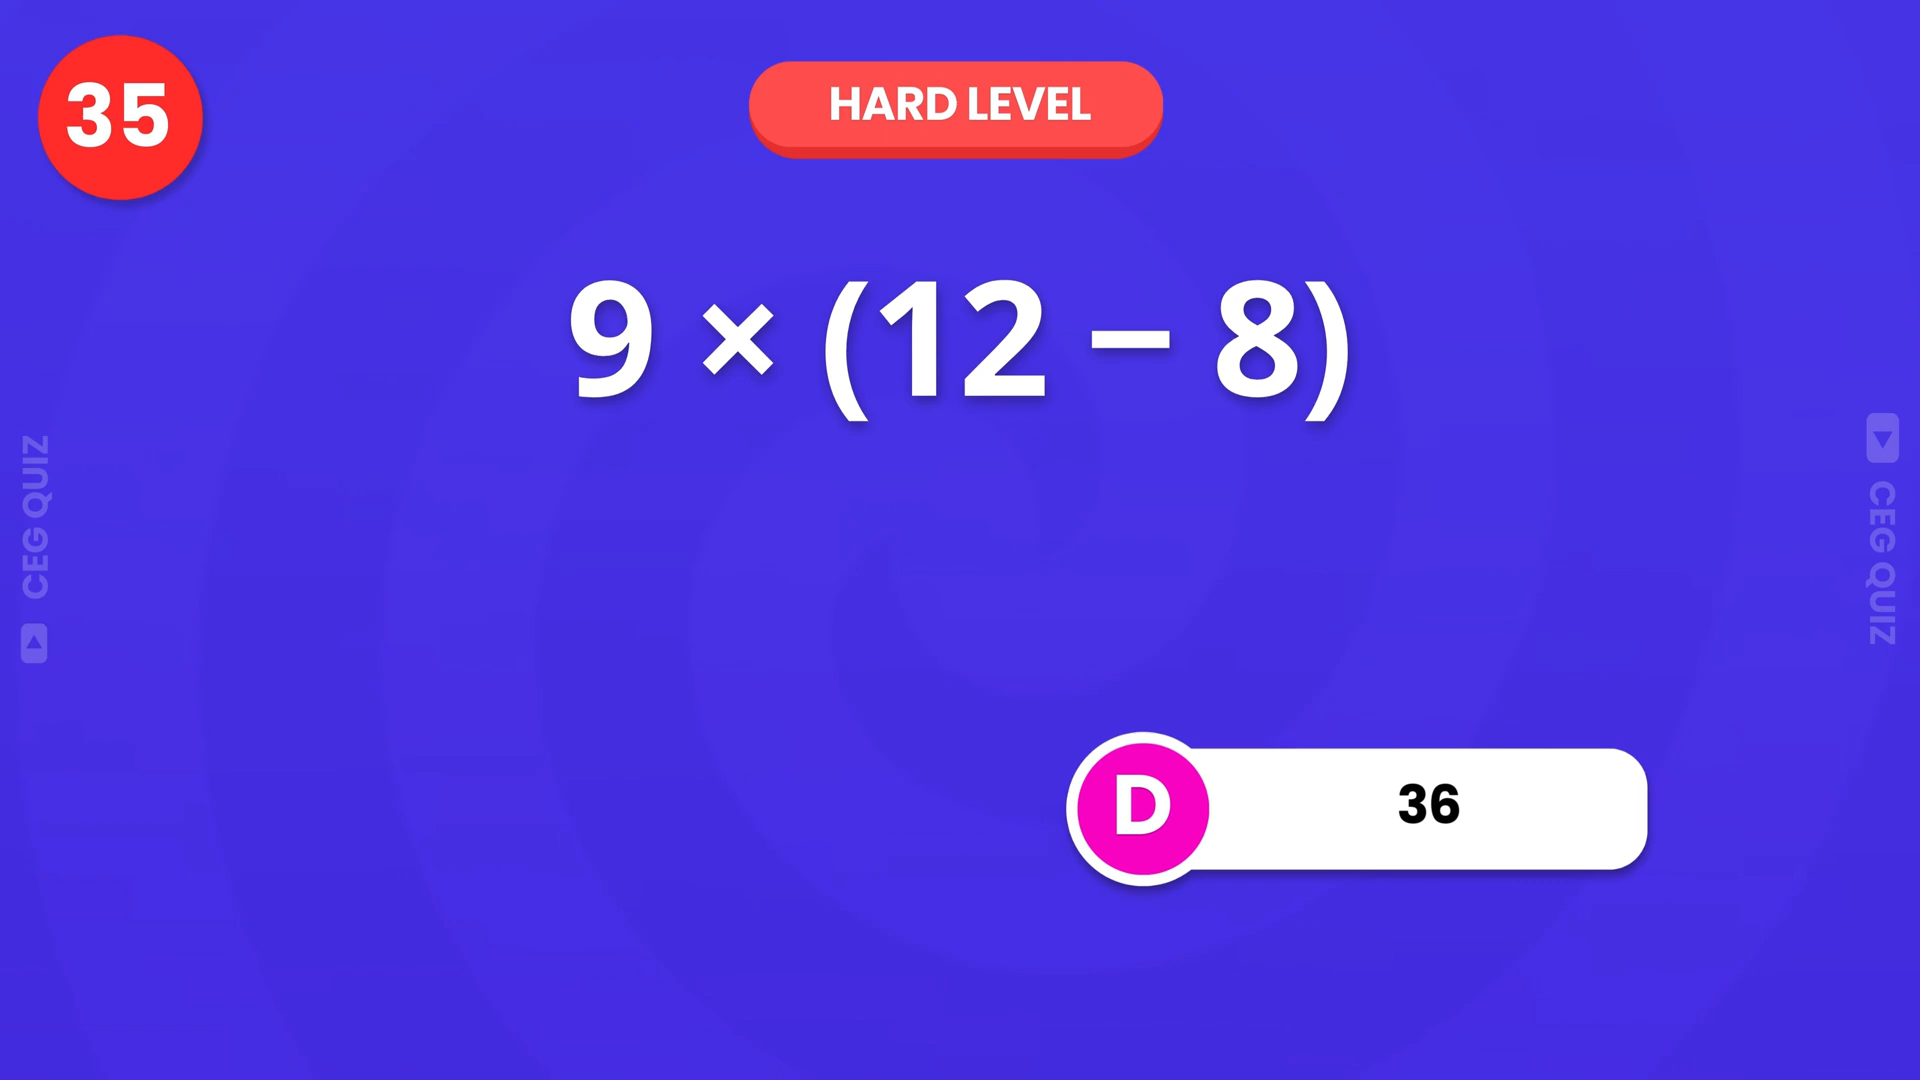 35
HARD LEVEL
9 × (12 – 8)
CEG QUIZ
CEG QUIZ
D
36